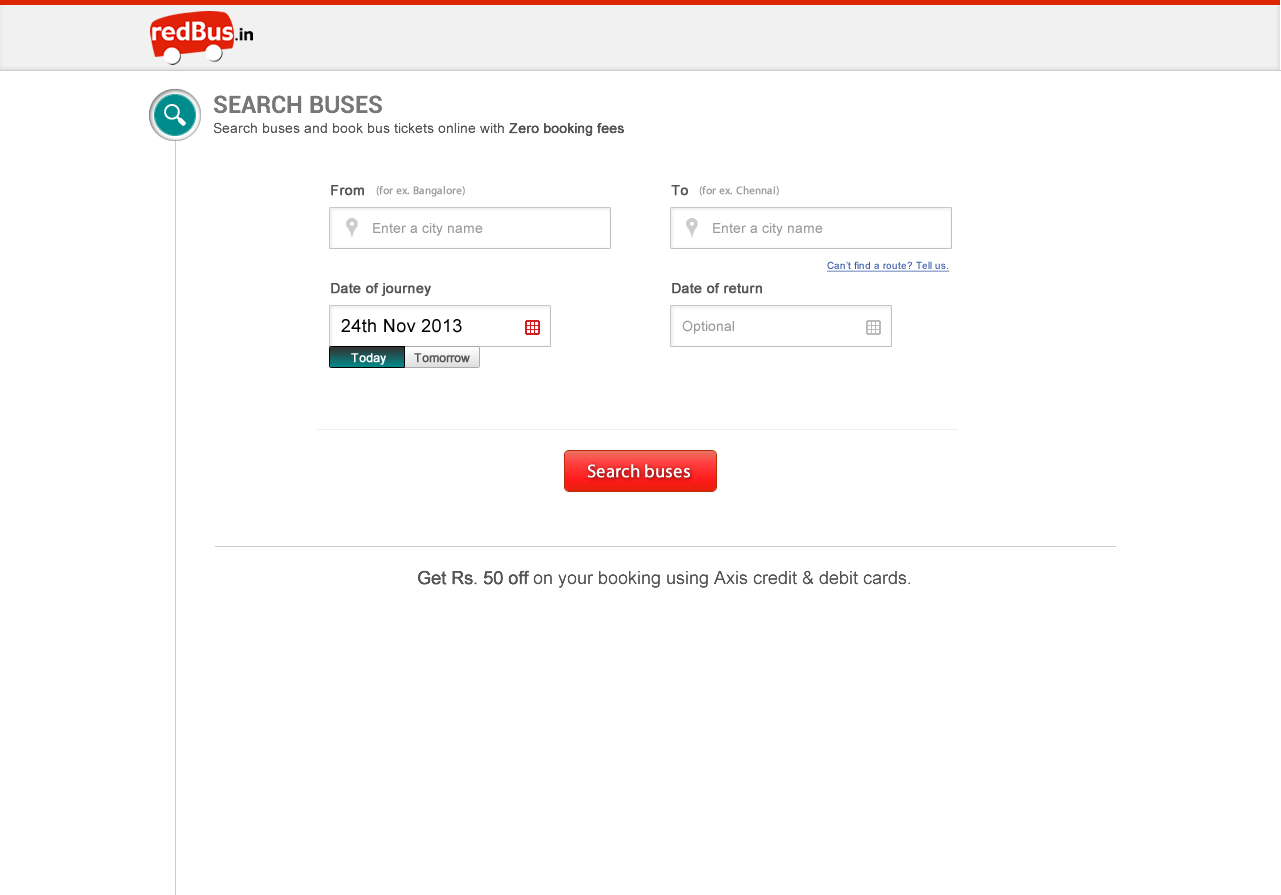 redBus.in
SEARCH BUSES
Search buses and book bus tickets online with Zero booking fees
From (for ex. Bangalore)
To (for ex. Chennai)
Enter a city name
Enter a city name
Can't find a route? Tell us.
Date of journey
Date of return
24th Nov 2013
Optional
Today Tomorrow
Search buses
Get Rs. 50 off on your booking using Axis credit & debit cards.